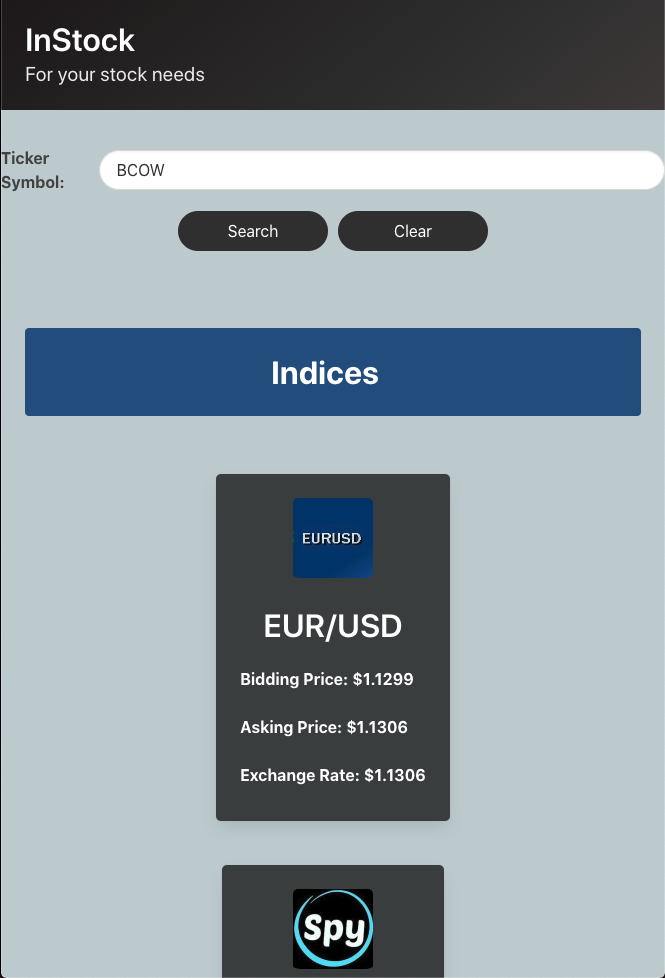 InStock
For your stock needs
Ticker
Symbol:
BCOW
Search
Clear
Indices
EURUSD
EUR/USD
Bidding Price: $1.1299
Asking Price: $1.1306
Exchange Rate: $1.1306
Spy